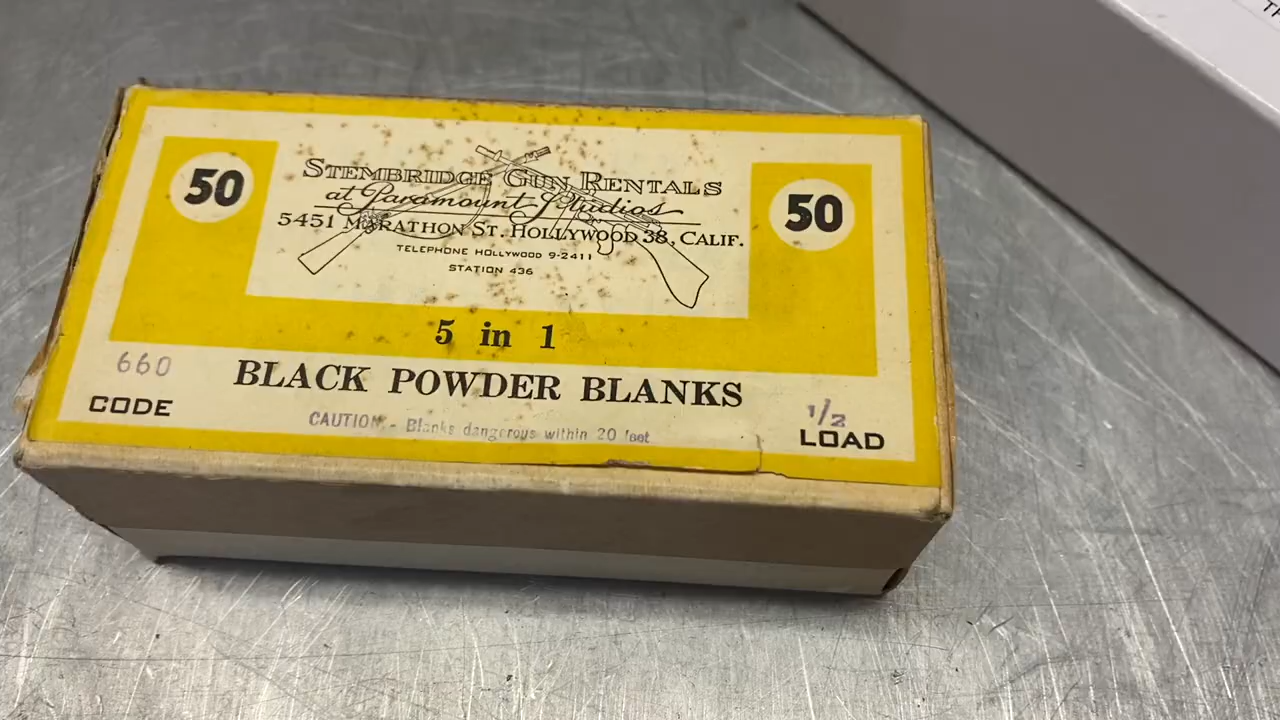 50
STEMBRIDGE GUN RENTALS
at Paramount Studios
5451 MARATHON ST. HOLLYWOOD 38, CALIF.
TELEPHONE HOLLYWOOD 9-2411
STATION 436
50
5 in 1
660
CODE
BLACK POWDER BLANKS
CAUTION - Blanks dangerous within 20 feet
1/2
LOAD